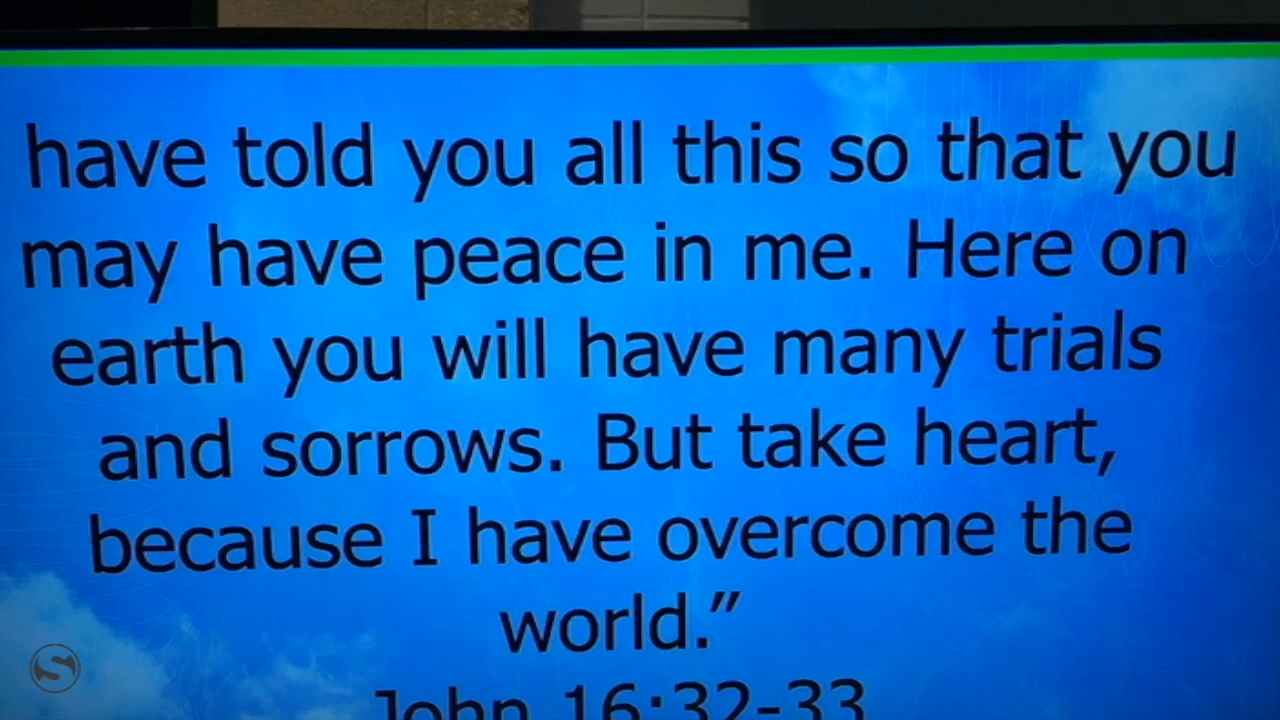 have told you all this so that you
may have peace in me. Here on
earth you will have many trials
and sorrows. But take heart,
because I have overcome the
world.”
John 16:32-33
S